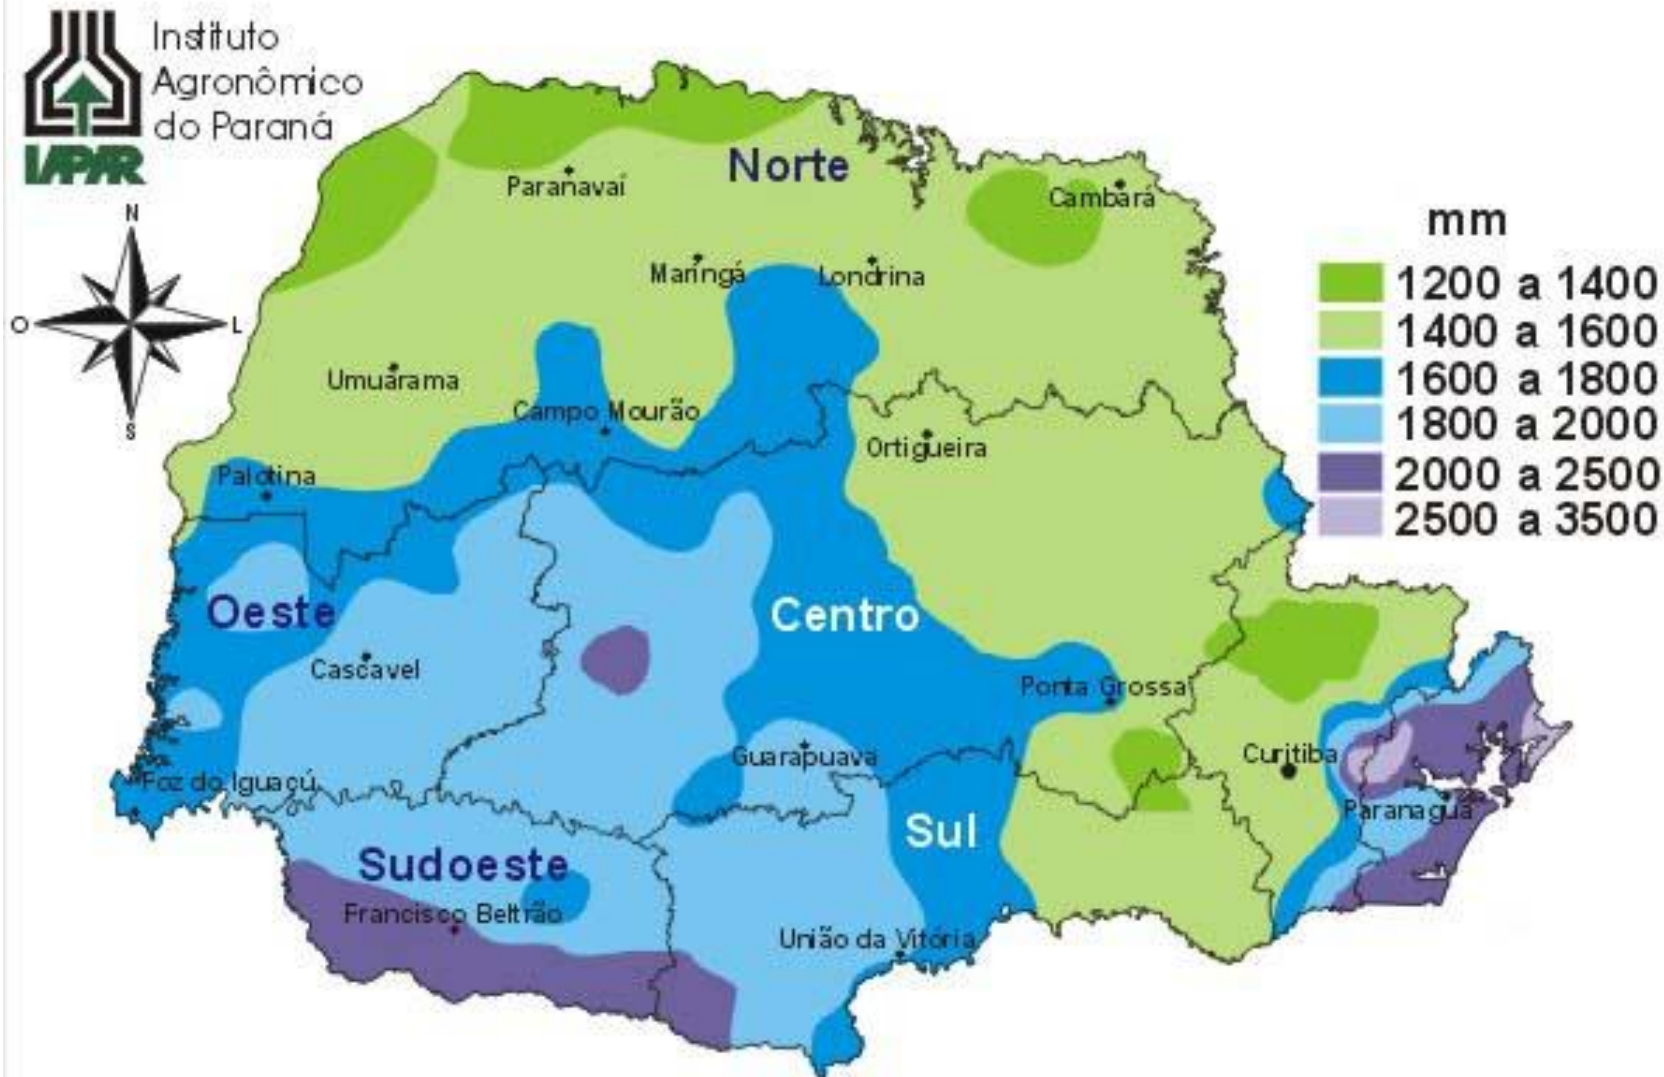 Instituto
Agronômico
do Paraná
IAPAR
N
O
L
S
Norte
Paranavaí
Cambará
Maringá
Londrina
Umuarama
Campo Mourão
Ortigueira
Palotina
Oeste
Centro
Cascavel
Ponta Grossa
Guarapuava
Curitiba
Foz do Iguaçú
Paranaguá
Sul
Sudoeste
Francisco Beltrão
União da Vitória
mm
1200 a 1400
1400 a 1600
1600 a 1800
1800 a 2000
2000 a 2500
2500 a 3500